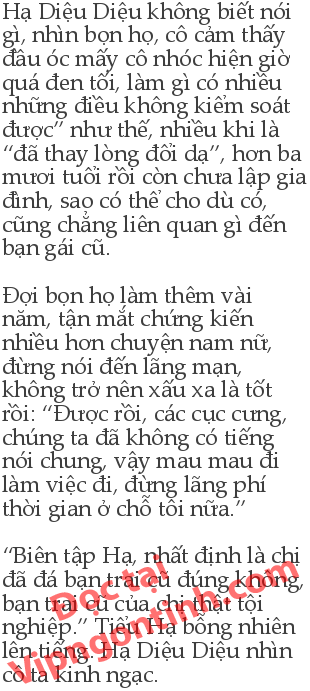 Hạ Diệu Diệu không biết nói
gì, nhìn bọn họ, cô cảm thấy
đầu óc mấy cô nhóc hiện giờ
quá đen tối, làm gì có nhiều
những điều không kiểm soát
được” như thế, nhiều khi là
“đã thay lòng đổi dạ”, hơn ba
mươi tuổi rồi còn chưa lập gia
đình, sao có thể cho dù có,
cũng chẳng liên quan gì đến
bạn gái cũ.
Đợi bọn họ làm thêm vài
năm, tận mắt chứng kiến
nhiều hơn chuyện nam nữ,
đừng nói đến lãng mạn,
không trở nên xấu xa là tốt
rồi: “Được rồi, các cục cưng,
chúng ta đã không có tiếng
nói chung, vậy mau mau đi
làm việc đi, đừng lãng phí
thời gian ở chỗ tôi nữa.”
“Biên tập Hạ, nhất định là chị
đã đá bạn trai cũ đúng không,
bạn trai cũ của chị thật tội
nghiệp.” Tiểu Hạ bỗng nhiên
lên tiếng. Hạ Diệu Diệu nhìn
cô ta kinh ngạc.
Đọc tại
Vipngontinh.com